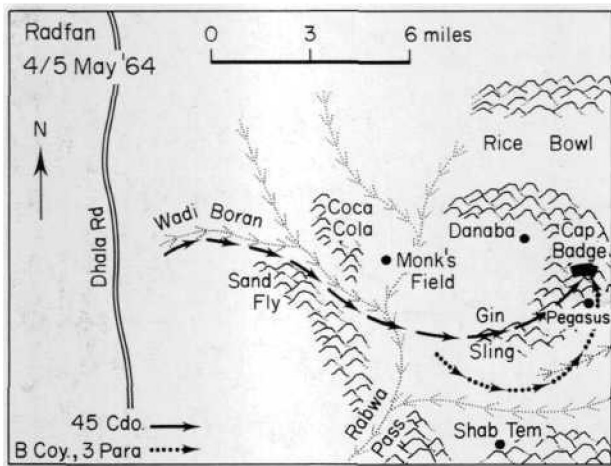 Radfan
4/5 May '64
0 3 6 miles
N
Rice Bowl
Dhala Rd
Wadi Boran
Coca
Cola
Danaba
Cap
Badge
Monk's
Field
Sand
Fly
Gin
Sling
Pegasus
Rabwa
Pass
Shab Tem
45 Cdo.
B Coy., 3 Para